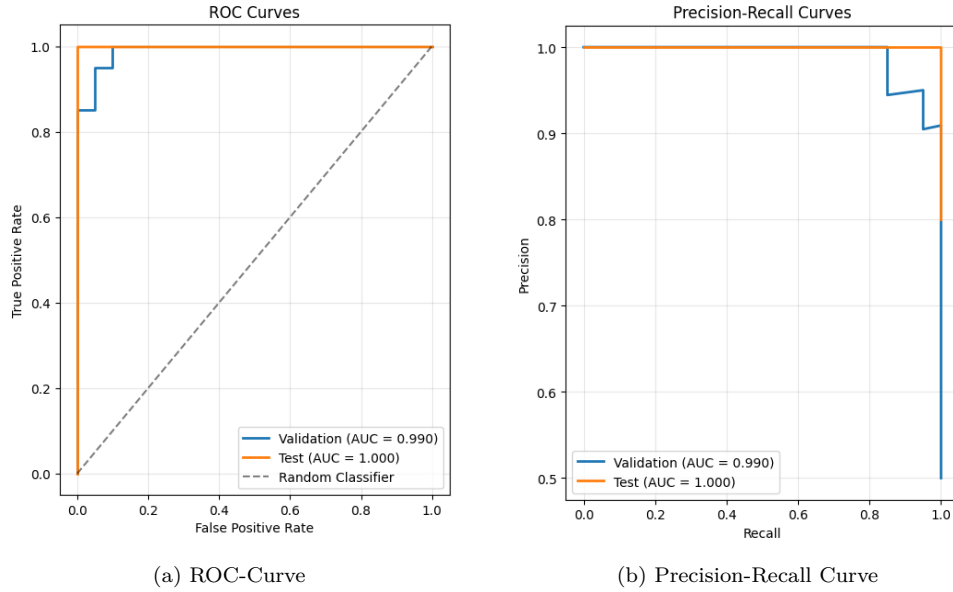 ROC Curves
1.0
0.8
0.6
0.4
0.2
0.0
True Positive Rate
Validation (AUC = 0.990)
Test (AUC = 1.000)
Random Classifier
0.0 0.2 0.4 0.6 0.8 1.0
False Positive Rate
(a) ROC-Curve
Precision-Recall Curves
1.0
0.9
0.8
0.7
0.6
0.5
Precision
Validation (AUC = 0.990)
Test (AUC = 1.000)
0.0 0.2 0.4 0.6 0.8 1.0
Recall
(b) Precision-Recall Curve